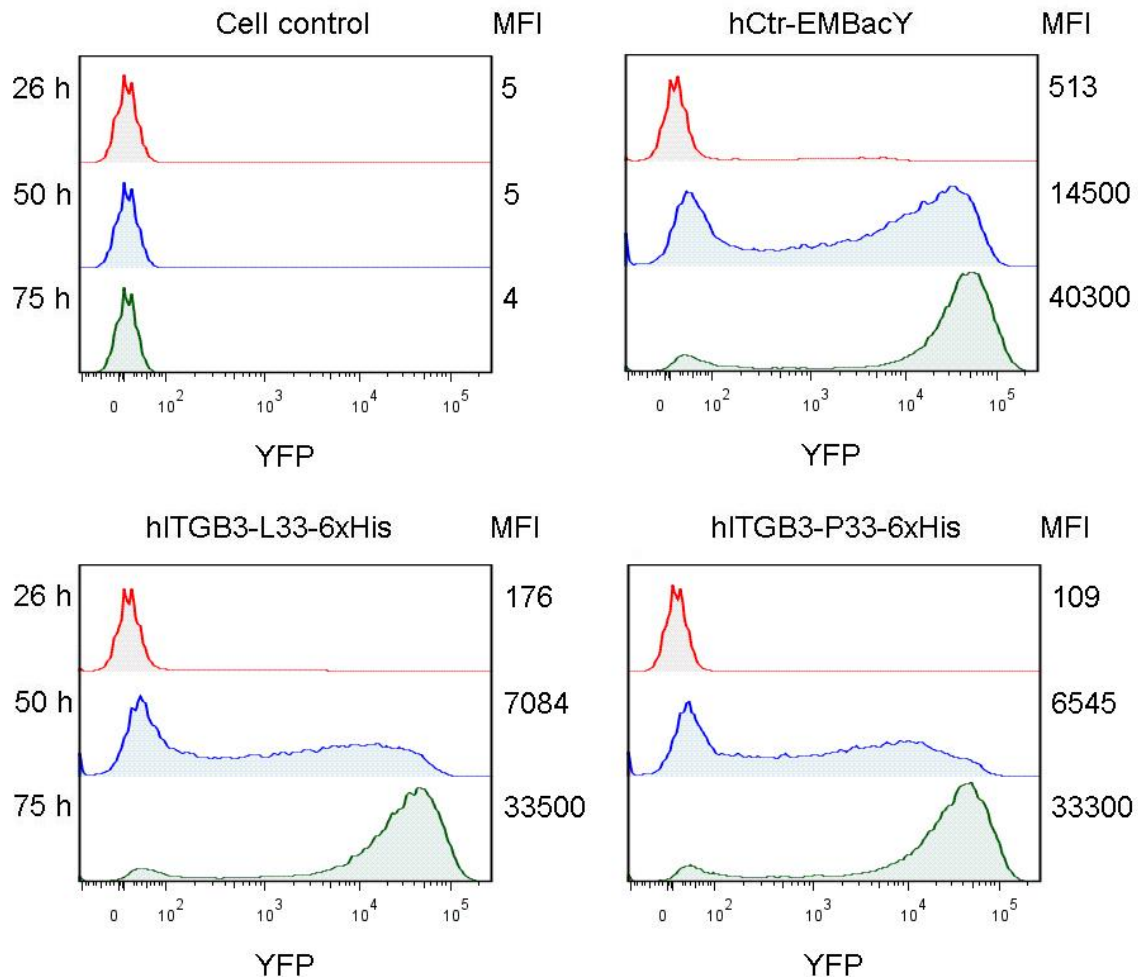 Cell control MFI
26 h 5
50 h 5
75 h 4
0 10² 10³ 10⁴ 10⁵
YFP
hCtr-EMBacY MFI
513
14500
40300
0 10² 10³ 10⁴ 10⁵
YFP
hITGB3-L33-6xHis MFI
26 h 176
50 h 7084
75 h 33500
0 10² 10³ 10⁴ 10⁵
YFP
hITGB3-P33-6xHis MFI
109
6545
33300
0 10² 10³ 10⁴ 10⁵
YFP